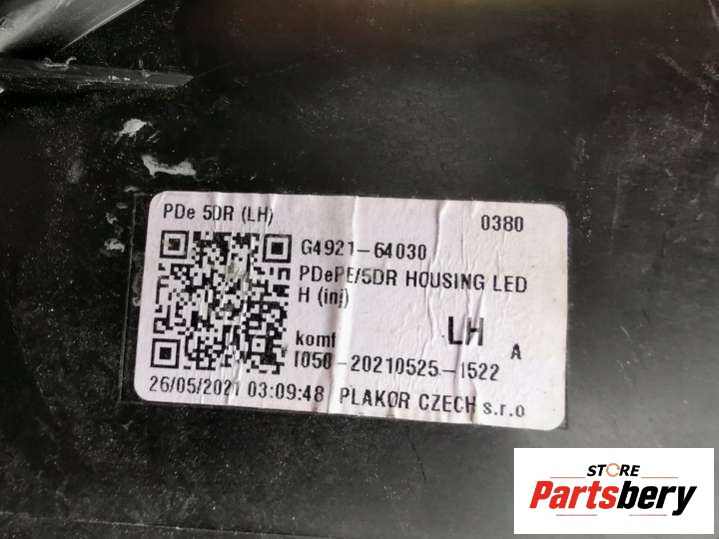 PDe 5DR (LH) 0380
G4921-64030
PDePE/5DR HOUSING LED
H (inj)
LH A
komf
I050-20210525-1522
26/05/2021 03:09:48 PLAKOR CZECH s.r.o
STORE
Partsbery